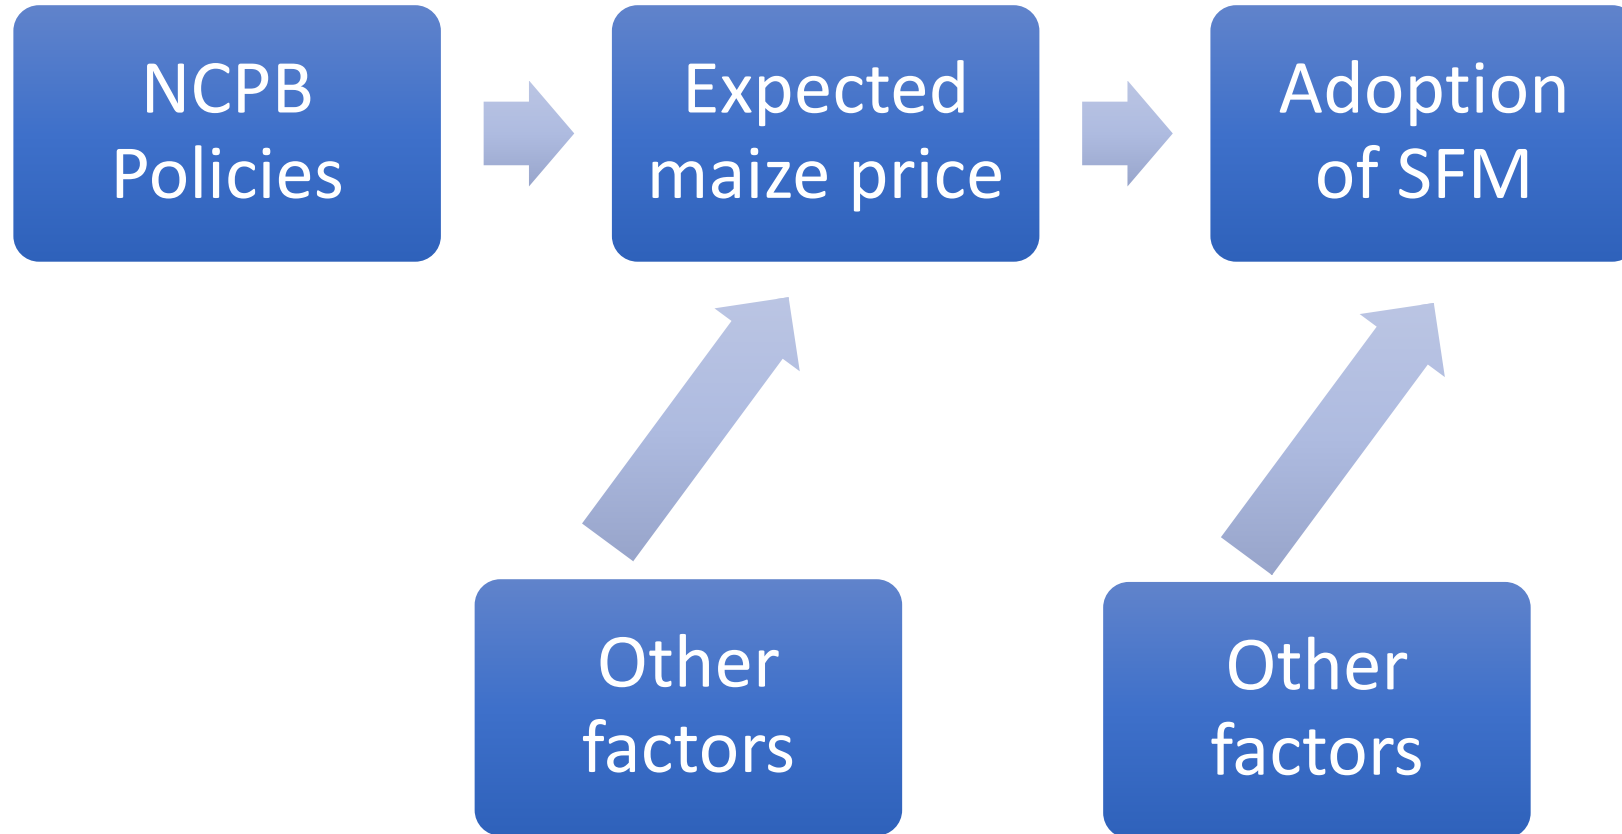 NCPB
Policies
Expected
maize price
Adoption
of SFM
Other
factors
Other
factors